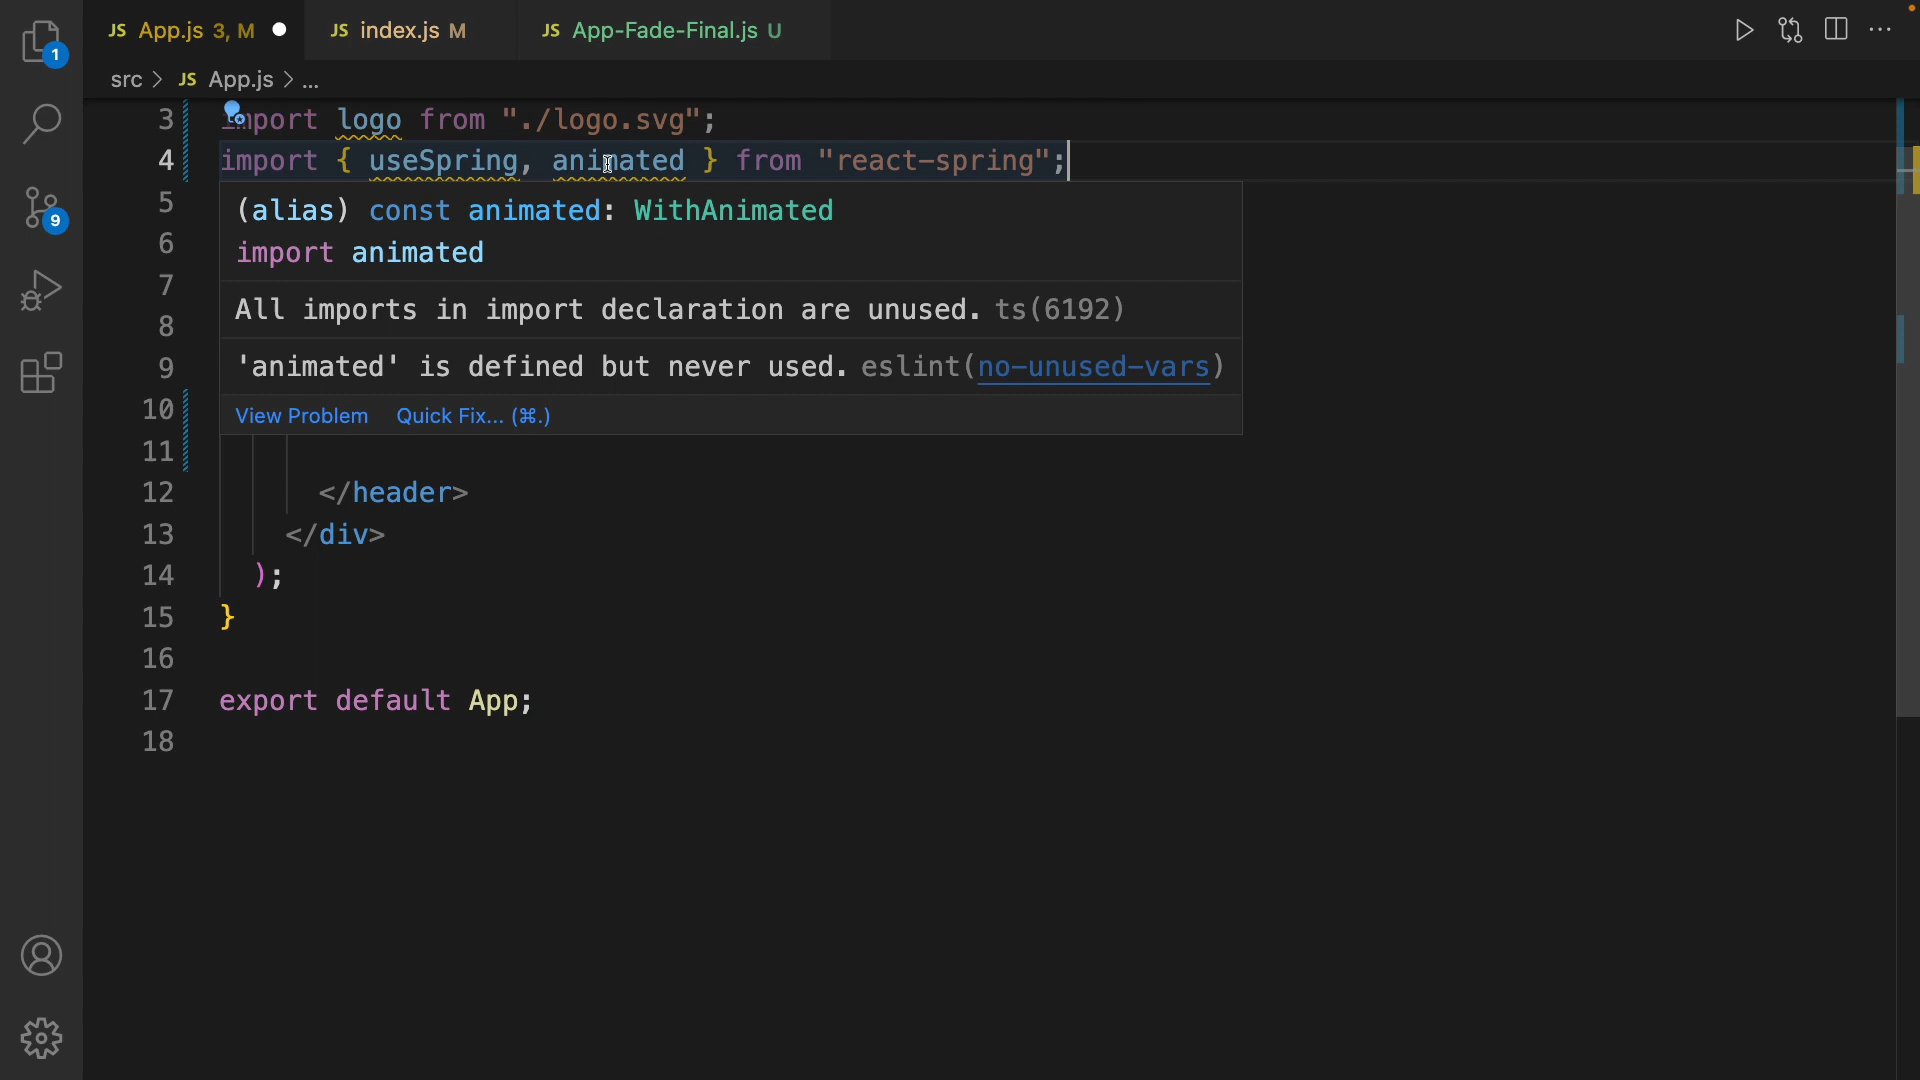 JS App.js 3, M
JS index.js M
JS App-Fade-Final.js U
src > JS App.js > ...
1
9
3 import logo from "./logo.svg";
4 import { useSpring, animated } from "react-spring";
5
(alias) const animated: WithAnimated
6
import animated
7
All imports in import declaration are unused. ts(6192)
8
9
'animated' is defined but never used. eslint(no-unused-vars)
10
View Problem Quick Fix... (⌘.)
11
12 </header>
13 </div>
14 );
15 }
16
17 export default App;
18